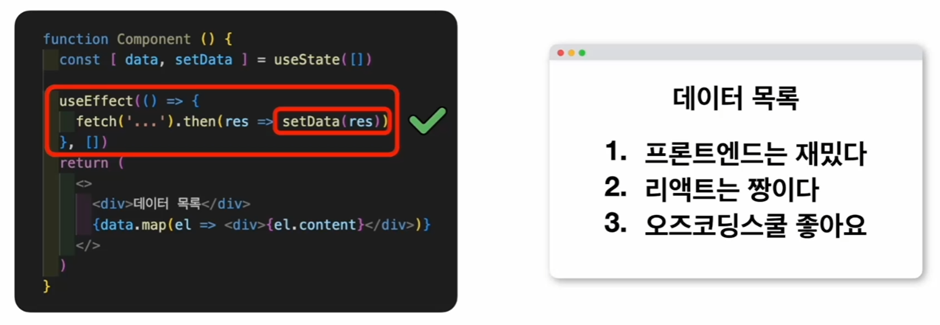 function Component () {
const [ data, setData ] = useState([])
useEffect(() => {
fetch('...').then(res => setData(res))
}, [])
return (
<>
<div>데이터 목록</div>
{data.map(el => <div>{el.content}</div>)}
</>
)
}
데이터 목록
1. 프론트엔드는 재밌다
2. 리액트는 짱이다
3. 오즈코딩스쿨 좋아요